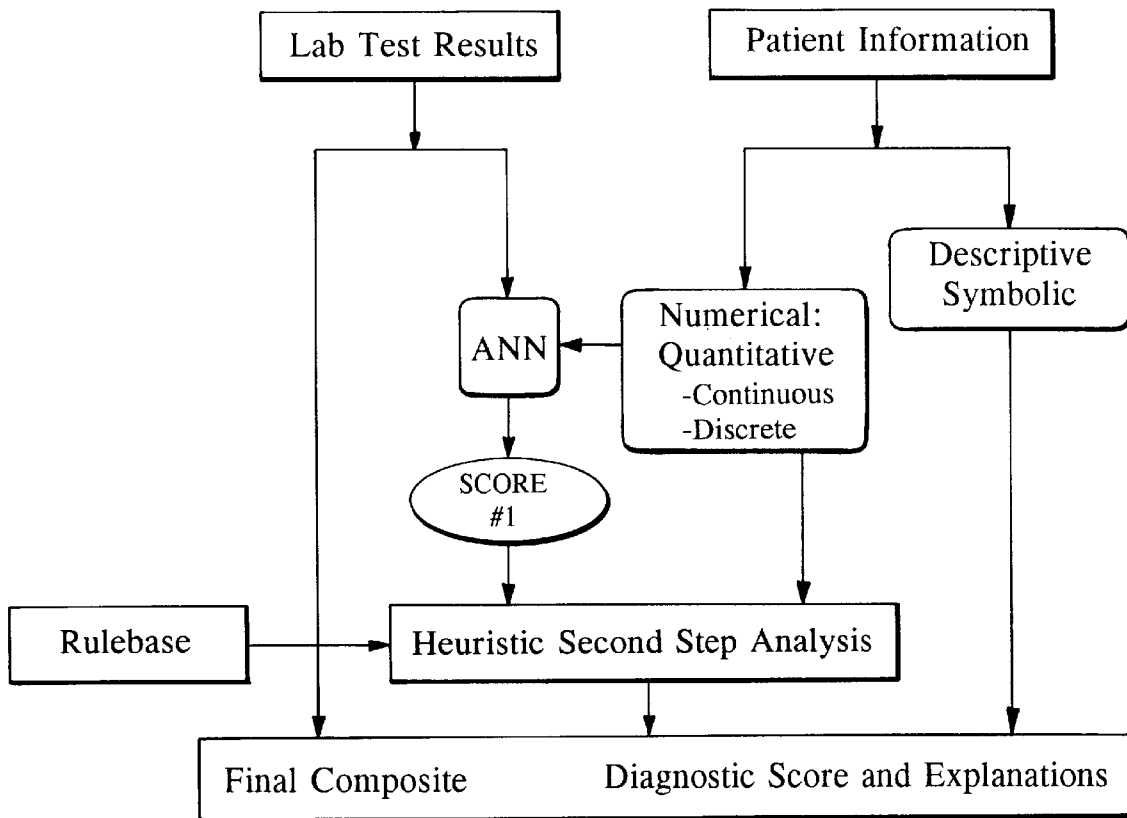 Lab Test Results
Patient Information
Descriptive
Symbolic
Numerical:
Quantitative
-Continuous
-Discrete
ANN
SCORE
#1
Rulebase
Heuristic Second Step Analysis
Final Composite Diagnostic Score and Explanations